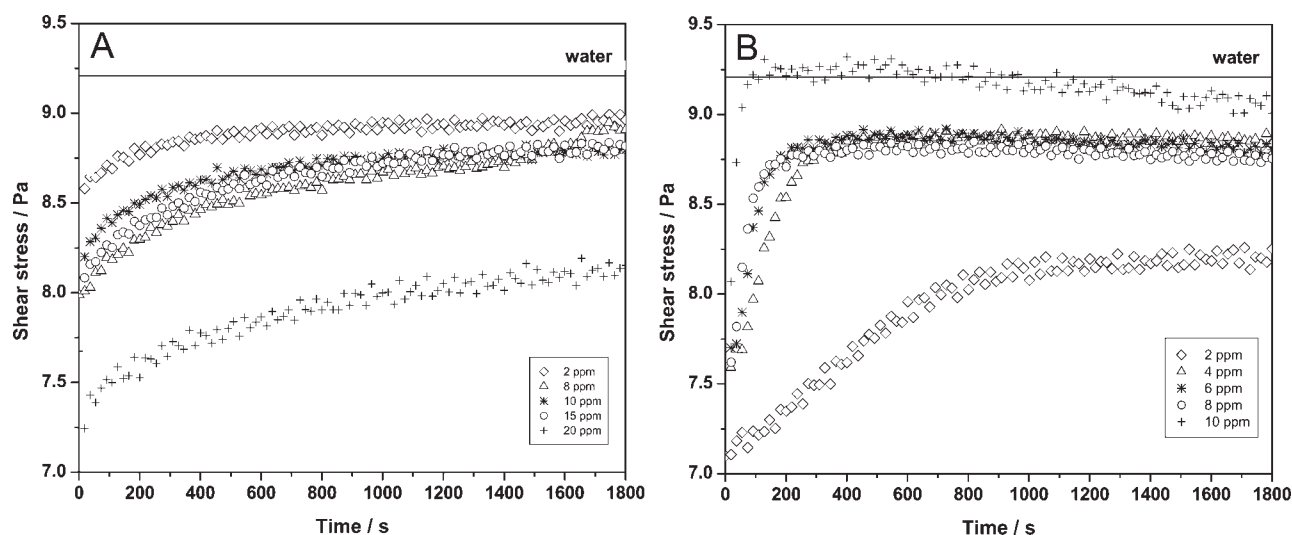 A
water
9.5
9.0
8.5
8.0
7.5
7.0
Shear stress / Pa
2 ppm
8 ppm
10 ppm
15 ppm
20 ppm
0 200 400 600 800 1000 1200 1400 1600 1800
Time / s
B
water
9.5
9.0
8.5
8.0
7.5
7.0
Shear stress / Pa
2 ppm
4 ppm
6 ppm
8 ppm
10 ppm
0 200 400 600 800 1000 1200 1400 1600 1800
Time / s